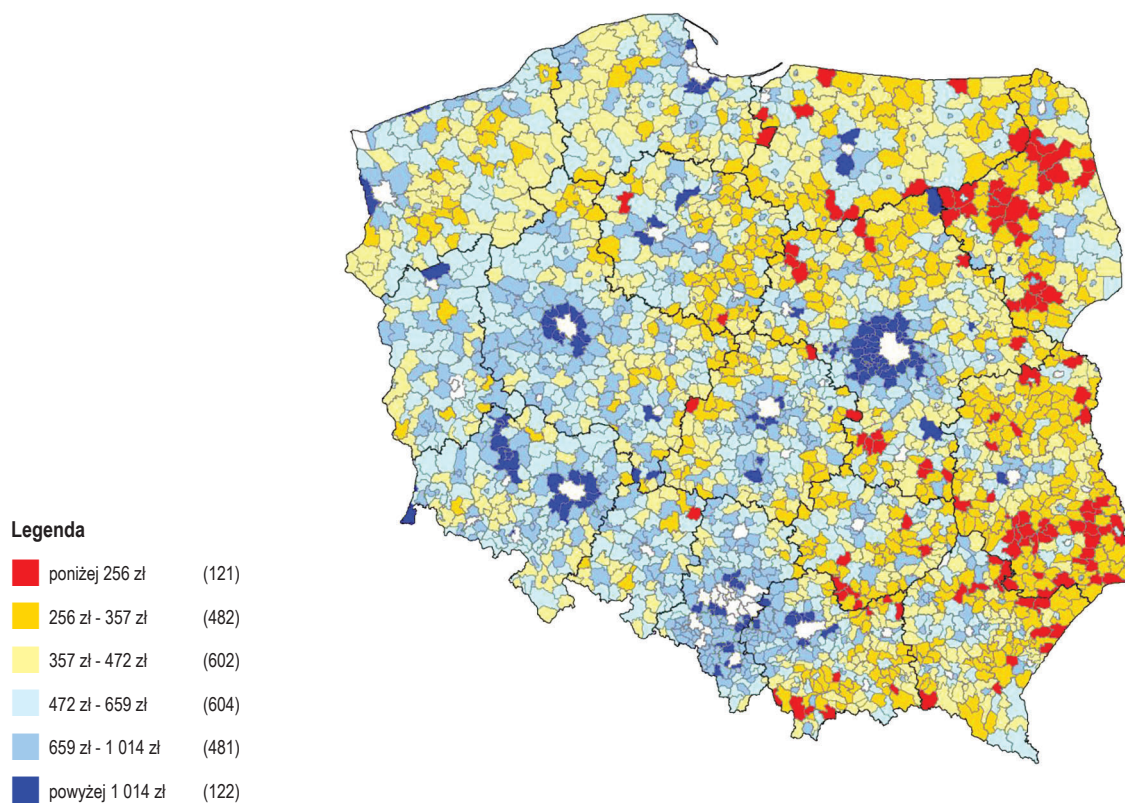 Legenda
poniżej 256 zł (121)
256 zł - 357 zł (482)
357 zł - 472 zł (602)
472 zł - 659 zł (604)
659 zł - 1 014 zł (481)
powyżej 1 014 zł (122)